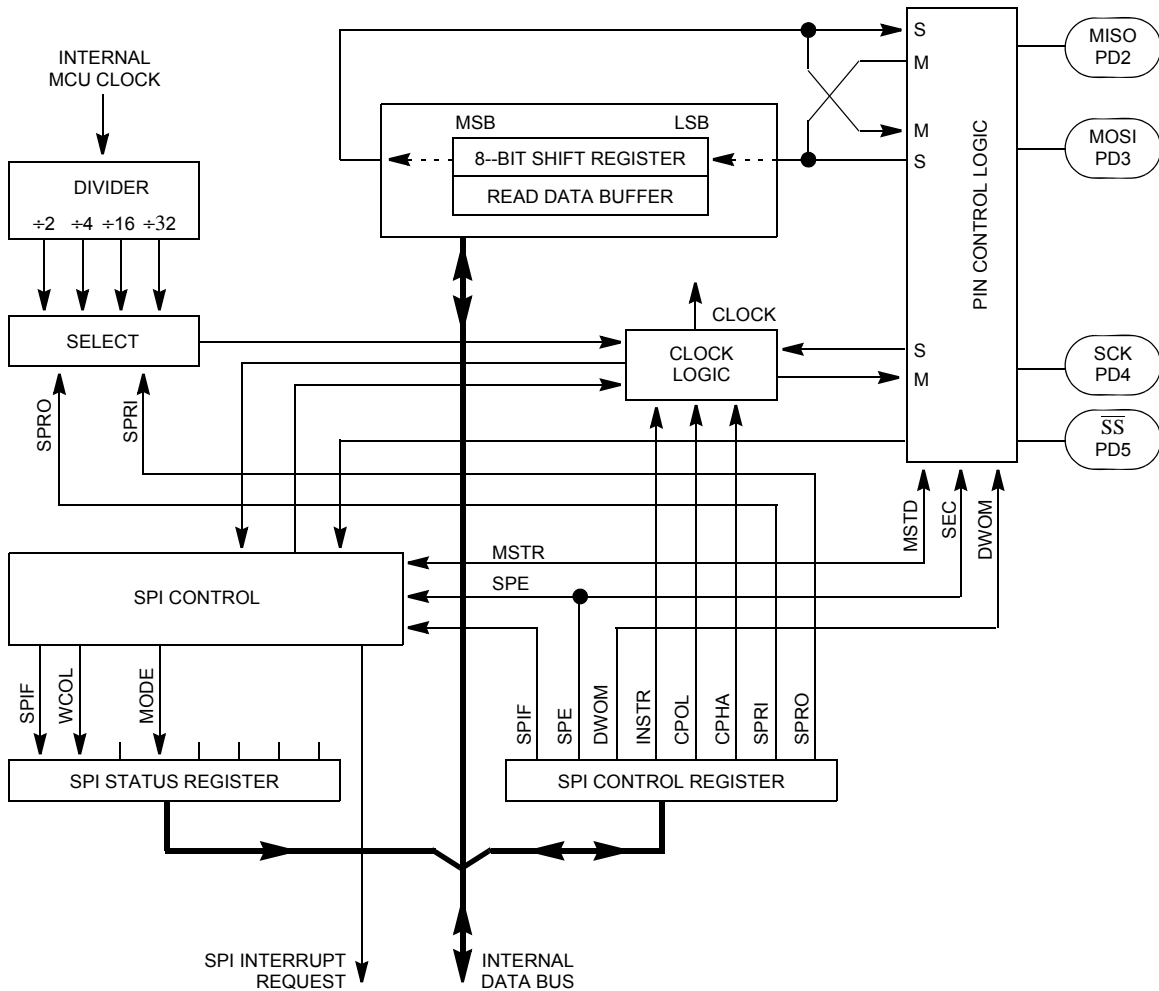 INTERNAL
MCU CLOCK
DIVIDER
÷2 ÷4 ÷16 ÷32
SELECT
SPRO
SPRI
MSB LSB
8--BIT SHIFT REGISTER
READ DATA BUFFER
CLOCK
CLOCK
LOGIC
S
M
M
S
S
M
PIN CONTROL LOGIC
MISO
PD2
MOSI
PD3
SCK
PD4
SS
PD5
MSTD
SEC
DWOM
MSTR
SPE
SPI CONTROL
SPIF
WCOL
MODE
SPI STATUS REGISTER
SPIF
SPE
DWOM
INSTR
CPOL
CPHA
SPRI
SPRO
SPI CONTROL REGISTER
SPI INTERRUPT
REQUEST
INTERNAL
DATA BUS